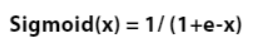 Sigmoid(x) = 1/ (1+e-x)